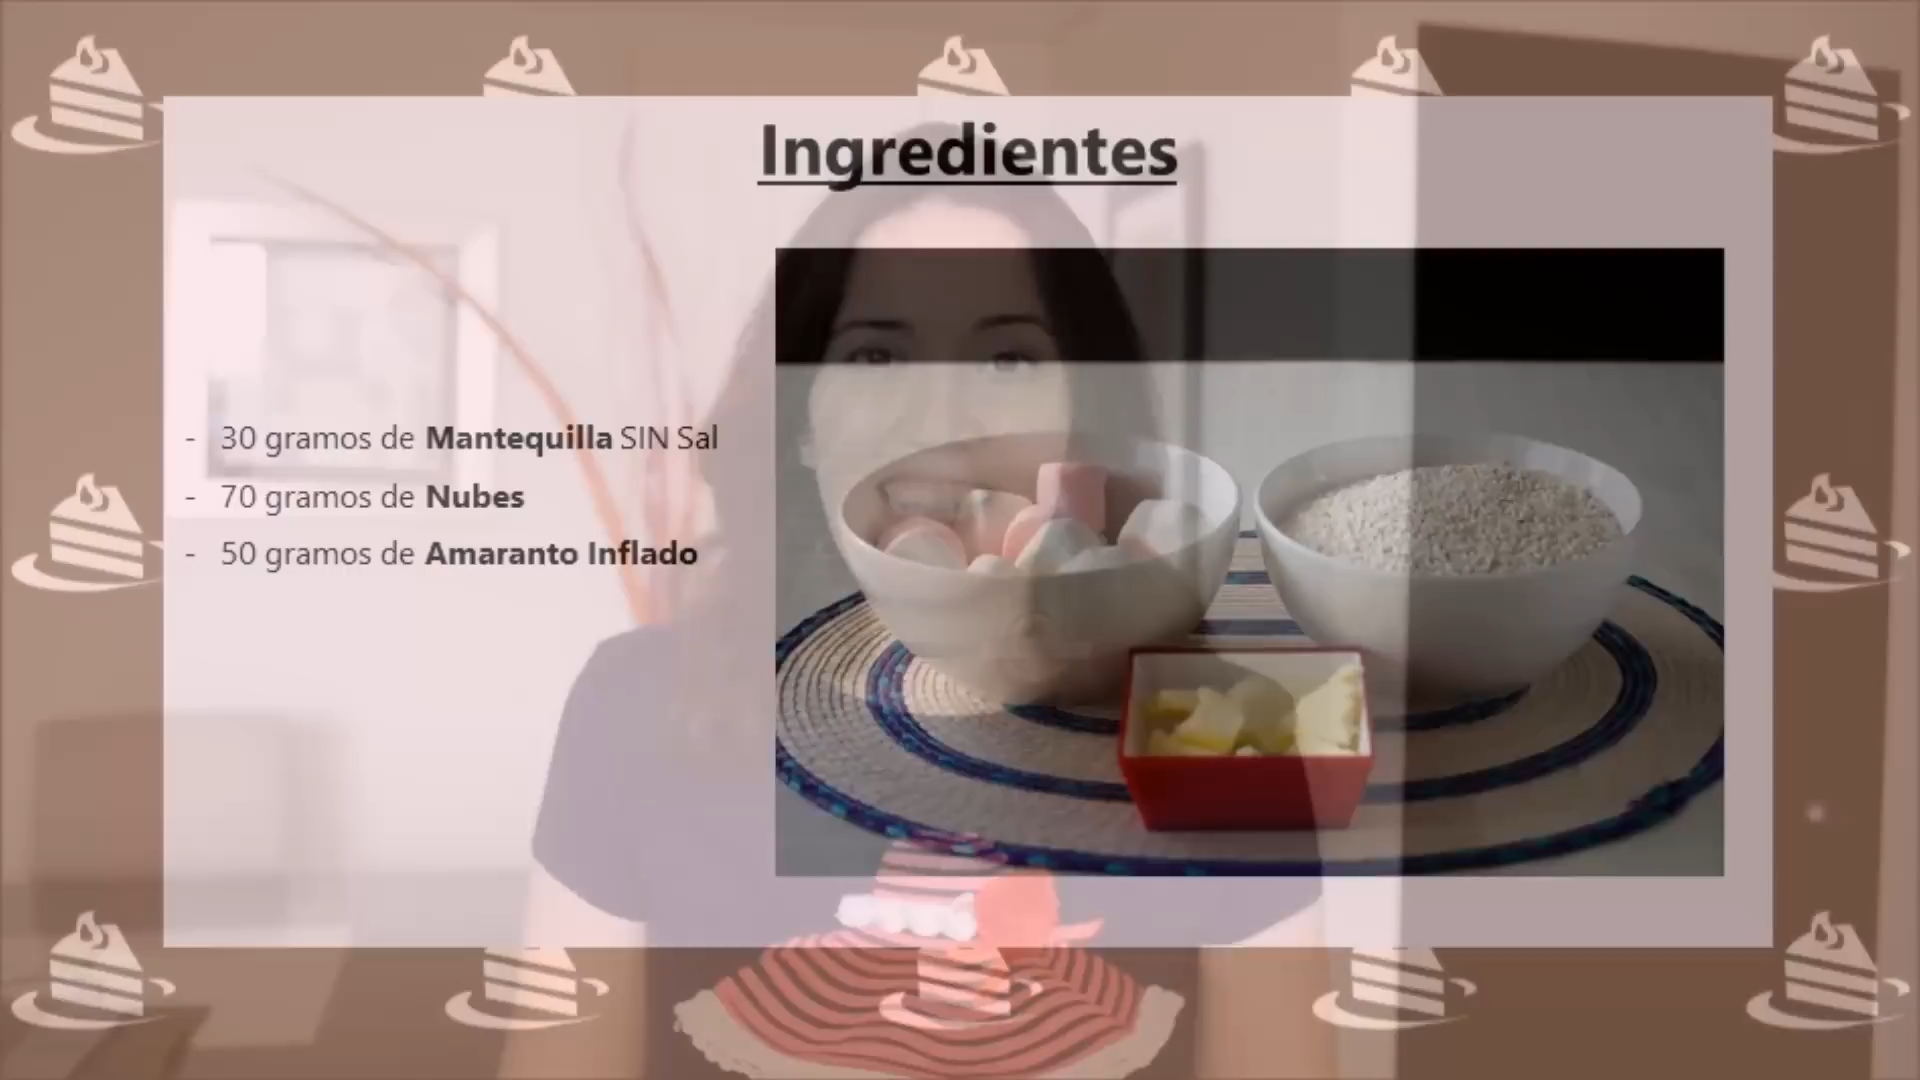 Ingredientes
- 30 gramos de Mantequilla SIN Sal
- 70 gramos de Nubes
- 50 gramos de Amaranto Inflado